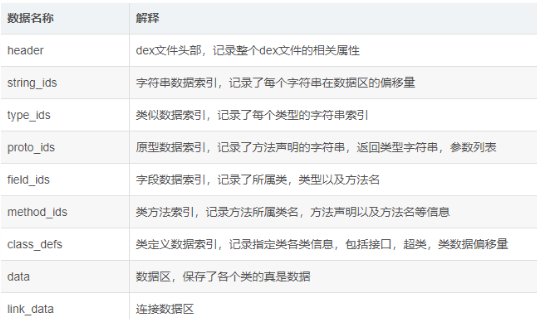 数据名称 解释
header dex文件头部，记录整个dex文件的相关属性
string_ids 字符串数据索引，记录了每个字符串在数据区的偏移量
type_ids 类似数据索引，记录了每个类型的字符串索引
proto_ids 原型数据索引，记录了方法声明的字符串，返回类型字符串，参数列表
field_ids 字段数据索引，记录了所属类，类型以及方法名
method_ids 类方法索引，记录方法所属类名，方法声明以及方法名等信息
class_defs 类定义数据索引，记录指定类各类信息，包括接口，超类，类数据偏移量
data 数据区，保存了各个类的真是数据
link_data 连接数据区